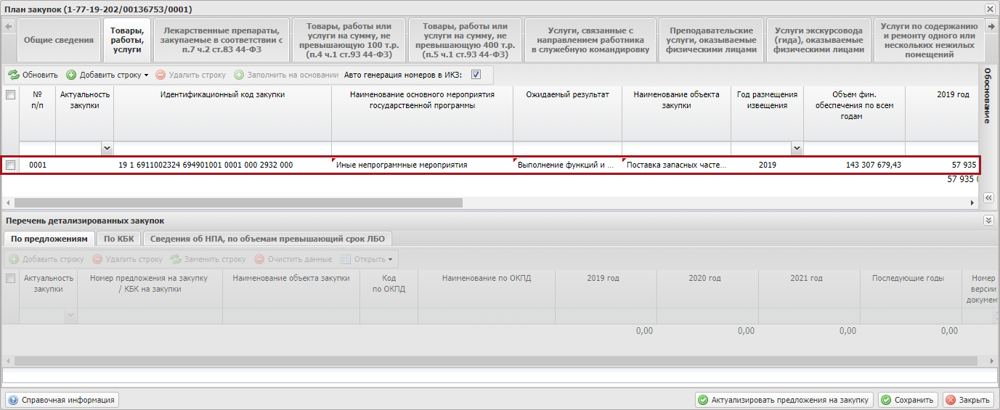 План закупок (1-77-19-202/00136753/0001)
Общие сведения
Товары,
работы,
услуги
Лекарственные препараты,
закупаемые в соответствии с
п.7 ч.2 ст.83 44-ФЗ
Товары, работы или
услуги на сумму, не
превышающую 100 т.р.
(п.4 ч.1 ст.93 44-ФЗ)
Товары, работы или
услуги на сумму, не
превышающую 400 т.р.
(п.5 ч.1 ст.93 44-ФЗ)
Услуги, связанные с
направлением работника
в служебную командировку
Преподавательские
услуги, оказываемые
физическими лицами
Услуги экскурсовода
(гида), оказываемые
физическими лицами
Услуги по содержанию
и ремонту одного или
нескольких нежилых
помещений
Обновить Добавить строку Удалить строку Заполнить на основании Авто генерация номеров в ИКЗ:
Обоснование
№
п/п
Актуальность
закупки
Идентификационный код закупки
Наименование основного мероприятия
государственной программы
Ожидаемый результат
Наименование объекта
закупки
Год размещения
извещения
Объем фин.
обеспечения по всем
годам
2019 год
0001 19 1 6911002324 694901001 0001 000 2932 000 Иные непрограммные мероприятия Выполнение функций и ... Поставка запасных часте... 2019 143 307 679,43 57 935
57 935
Перечень детализированных закупок
По предложениям По КБК Сведения об НПА, по объемам превышающий срок ЛБО
Добавить строку Удалить строку Заменить строку Очистить данные Открыть
Актуальность
закупки
Номер предложения на закупку
/ КБК на закупки
Наименование объекта закупки
Код
по ОКПД
Наименование по ОКПД
2019 год
2020 год
2021 год
Последующие годы
Номер
версии
докумен
0,00 0,00 0,00 0,00
Справочная информация Актуализировать предложения на закупку Сохранить Закрыть